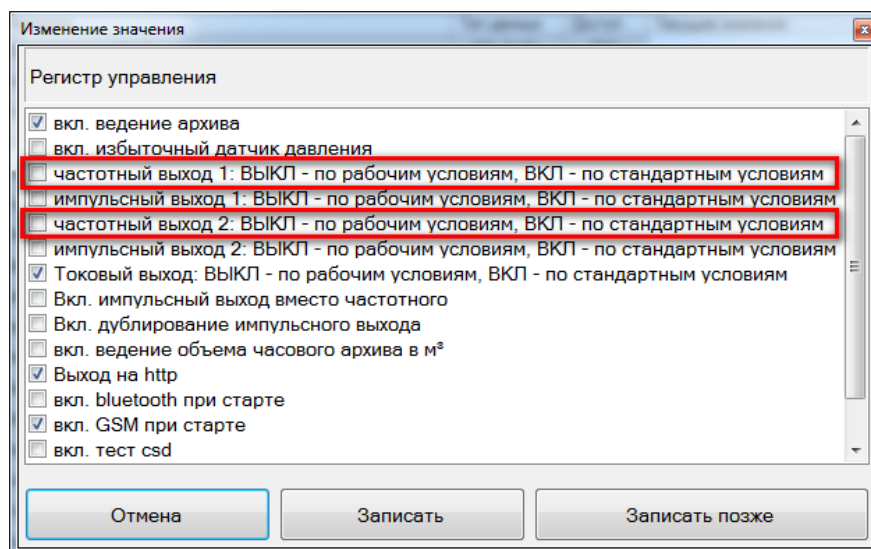 Изменение значения
Регистр управления
вкл. ведение архива
вкл. избыточный датчик давления
частотный выход 1: ВЫКЛ - по рабочим условиям, ВКЛ - по стандартным условиям
импульсный выход 1: ВЫКЛ - по рабочим условиям, ВКЛ - по стандартным условиям
частотный выход 2: ВЫКЛ - по рабочим условиям, ВКЛ - по стандартным условиям
импульсный выход 2: ВЫКЛ - по рабочим условиям, ВКЛ - по стандартным условиям
Токовый выход: ВЫКЛ - по рабочим условиям, ВКЛ - по стандартным условиям
Вкл. импульсный выход вместо частотного
Вкл. дублирование импульсного выхода
вкл. ведение объема часового архива в м³
Выход на http
вкл. bluetooth при старте
вкл. GSM при старте
вкл. тест csd
Отмена
Записать
Записать позже